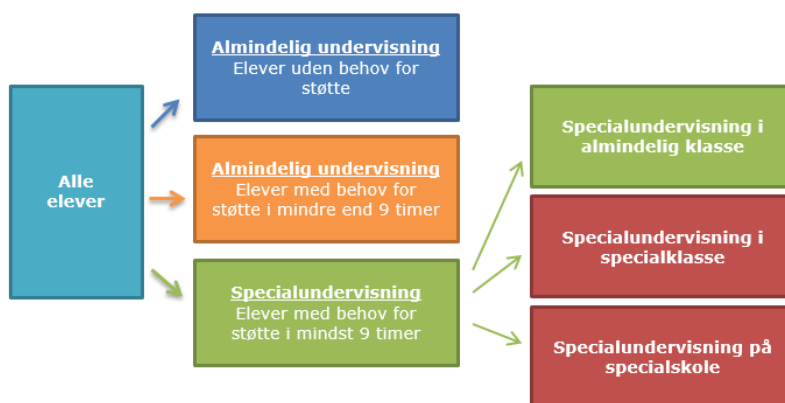 Alle
elever
Almindelig undervisning
Elever uden behov for
støtte
Almindelig undervisning
Elever med behov for
støtte i mindre end 9 timer
Specialundervisning
Elever med behov for
støtte i mindst 9 timer
Specialundervisning i
almindelig klasse
Specialundervisning i
specialklasse
Specialundervisning på
specialskole